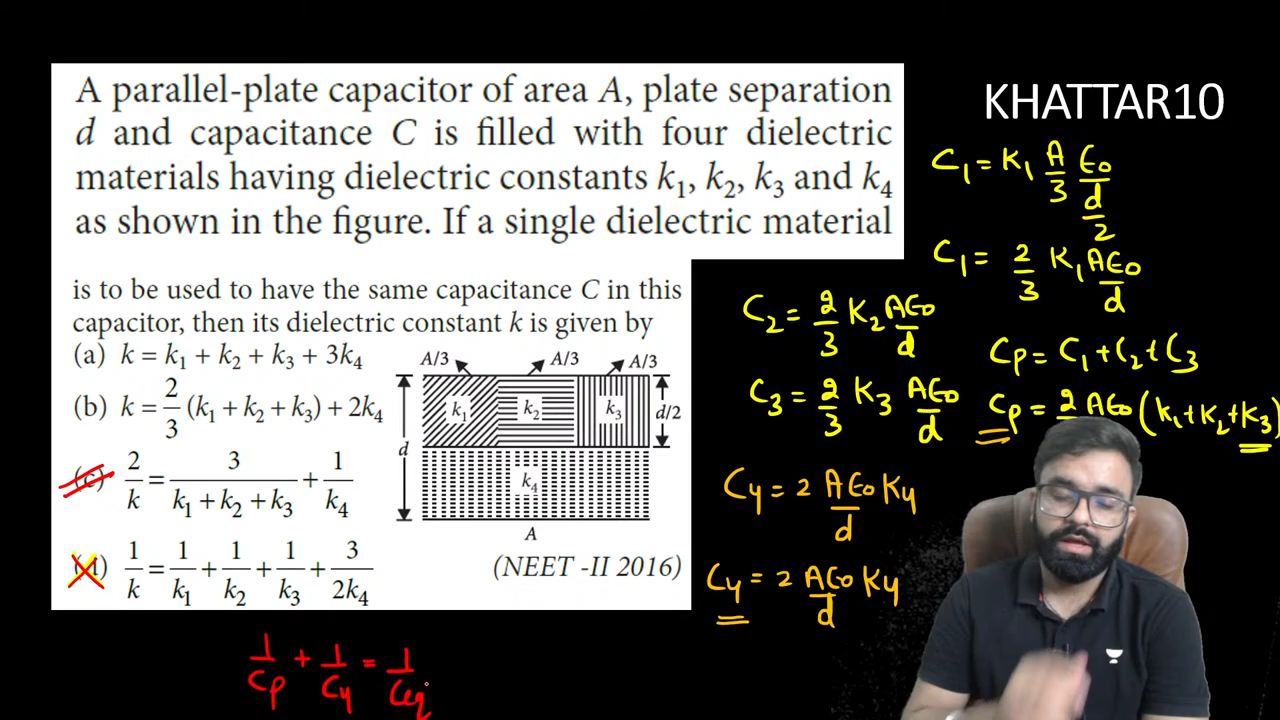 A parallel-plate capacitor of area A, plate separation
d and capacitance C is filled with four dielectric
materials having dielectric constants k₁, k₂, k₃ and k₄
as shown in the figure. If a single dielectric material
is to be used to have the same capacitance C in this
capacitor, then its dielectric constant k is given by
(a) k = k₁ + k₂ + k₃ + 3k₄
(b) k = 2/3 (k₁ + k₂ + k₃) + 2k₄
(c) 2/k = 3/(k₁ + k₂ + k₃) + 1/k₄
(d) 1/k = 1/k₁ + 1/k₂ + 1/k₃ + 3/(2k₄)
A/3 A/3 A/3
k₁ k₂ k₃ d/2
d
k₄
A
(NEET -II 2016)
KHATTAR10
C₁ = K₁ A/3 ε₀/(d/2)
C₁ = 2/3 K₁ Aε₀/d
C₂ = 2/3 K₂ Aε₀/d
C₃ = 2/3 K₃ Aε₀/d
Cp = C₁ + C₂ + C₃
Cp = 2 Aε₀ (K₁ + K₂ + K₃)
C₄ = 2 Aε₀/d K₄
C₄ = 2 Aε₀/d K₄
1/Cp + 1/C₄ = 1/Ceq